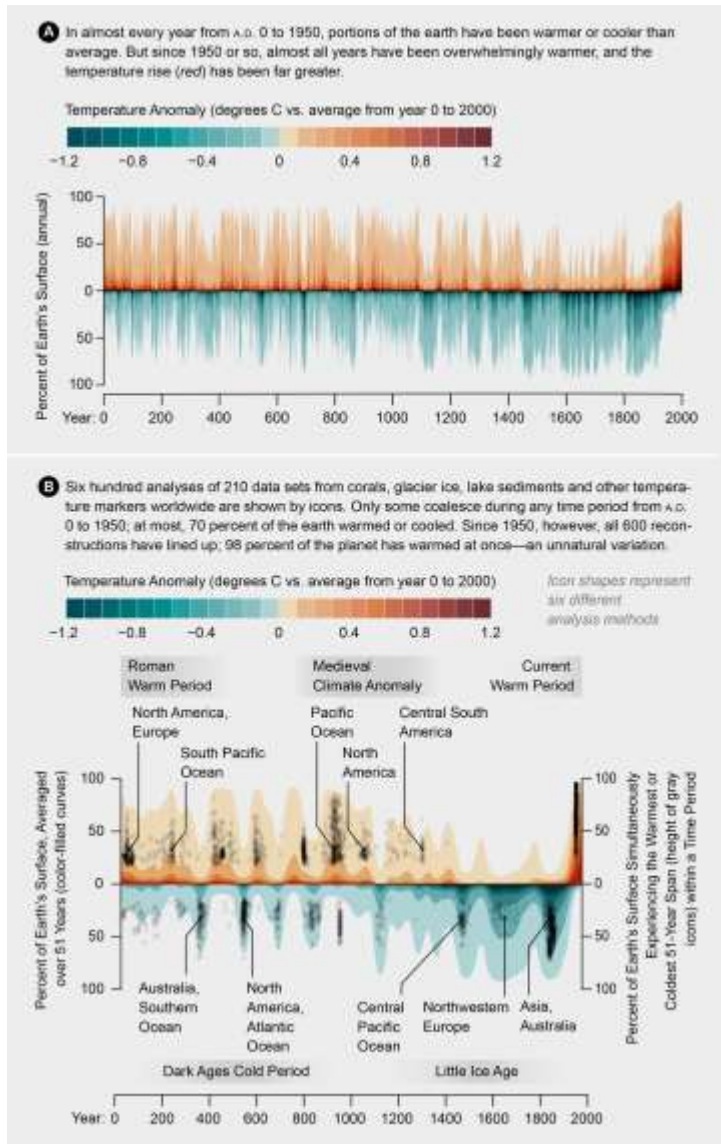 A In almost every year from A.D. 0 to 1950, portions of the earth have been warmer or cooler than
average. But since 1950 or so, almost all years have been overwhelmingly warmer, and the
temperature rise (red) has been far greater.
Temperature Anomaly (degrees C vs. average from year 0 to 2000)
−1.2 −0.8 −0.4 0 0.4 0.8 1.2
Percent of Earth's Surface (annual)
100
50
0
50
100
Year: 0 200 400 600 800 1000 1200 1400 1600 1800 2000
B Six hundred analyses of 210 data sets from corals, glacier ice, lake sediments and other tempera-
ture markers worldwide are shown by icons. Only some coalesce during any time period from A.D.
0 to 1950; at most, 70 percent of the earth warmed or cooled. Since 1950, however, all 600 recon-
structions have lined up; 98 percent of the planet has warmed at once—an unnatural variation.
Temperature Anomaly (degrees C vs. average from year 0 to 2000)
−1.2 −0.8 −0.4 0 0.4 0.8 1.2
Icon shapes represent
six different
analysis methods
Roman
Warm Period
Medieval
Climate Anomaly
Current
Warm Period
North America,
Europe
South Pacific
Ocean
Pacific
Ocean
North
America
Central South
America
Percent of Earth's Surface, Averaged
over 51 Years (color-filled curves)
100
50
0
50
100
100
50
0
50
100
Percent of Earth's Surface Simultaneously
Experiencing the Warmest or
Coldest 51-Year Span (height of gray
icons) within a Time Period
Australia,
Southern
Ocean
North
America,
Atlantic
Ocean
Central
Pacific
Ocean
Northwestern
Europe
Asia,
Australia
Dark Ages Cold Period
Little Ice Age
Year: 0 200 400 600 800 1000 1200 1400 1600 1800 2000